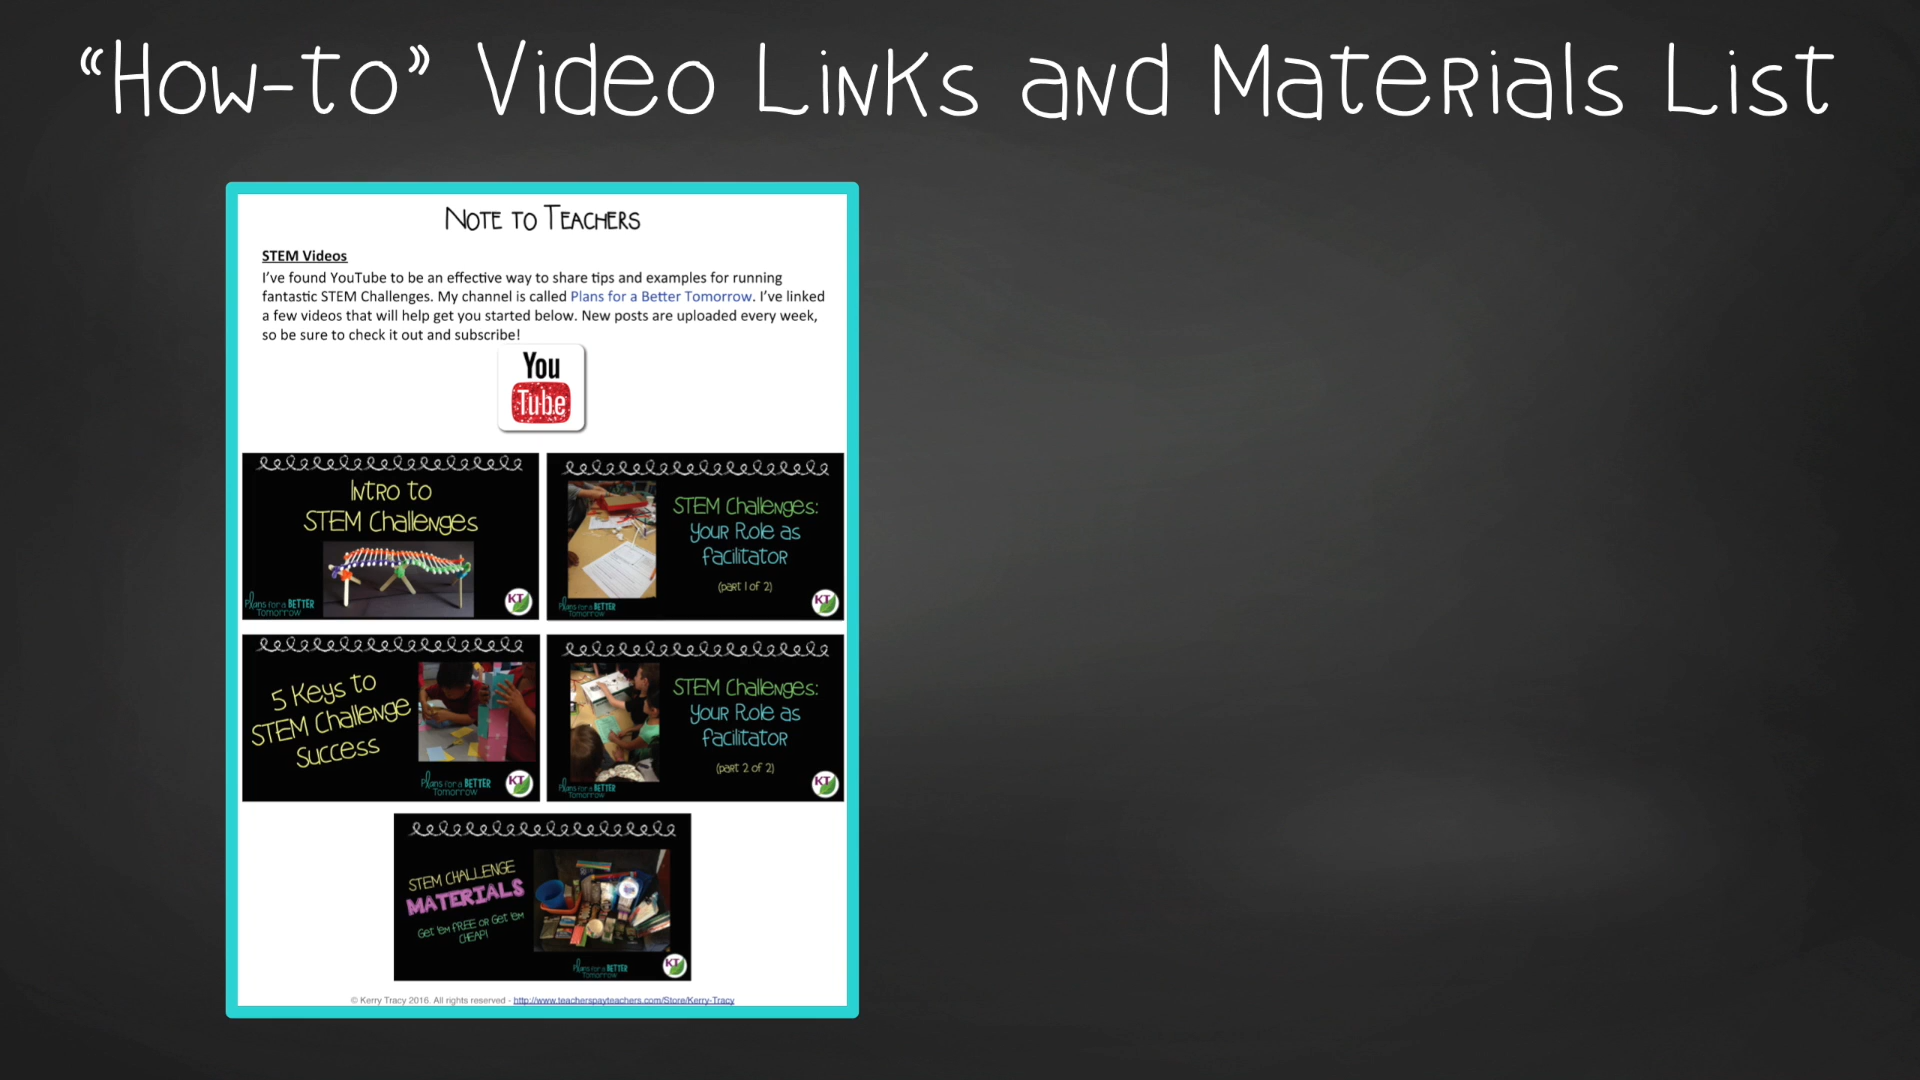 “How-to” Video Links and Materials List
Note to Teachers
STEM Videos
I’ve found YouTube to be an effective way to share tips and examples for running
fantastic STEM Challenges. My channel is called Plans for a Better Tomorrow. I’ve linked
a few videos that will help get you started below. New posts are uploaded every week,
so be sure to check it out and subscribe!
You
Tube
Intro to
STEM Challenges
Plans for a BETTER
Tomorrow
KT
STEM Challenges:
Your Role as
facilitator
(part 1 of 2)
Plans for a BETTER
Tomorrow
KT
5 Keys to
STEM Challenge
Success
Plans for a BETTER
Tomorrow
KT
STEM Challenges:
Your Role as
facilitator
(part 2 of 2)
Plans for a BETTER
Tomorrow
KT
STEM CHALLENGE
MATERIALS
Get 'em FREE or Get 'em
CHEAP!
Plans for a BETTER
Tomorrow
KT
© Kerry Tracy 2016. All rights reserved - http://www.teacherspayteachers.com/Store/Kerry-Tracy